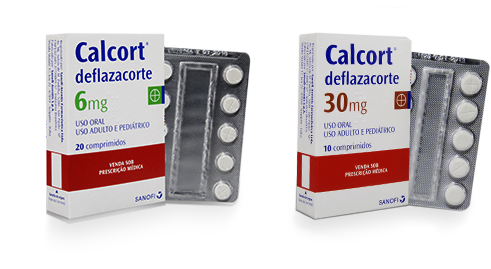 Calcort®
deflazacorte
6mg
USO ORAL
USO ADULTO E PEDIÁTRICO
20 comprimidos
VENDA SOB
PRESCRIÇÃO MÉDICA
SANOFI
Calcort®
deflazacorte
30mg
USO ORAL
USO ADULTO E PEDIÁTRICO
10 comprimidos
VENDA SOB
PRESCRIÇÃO MÉDICA
SANOFI